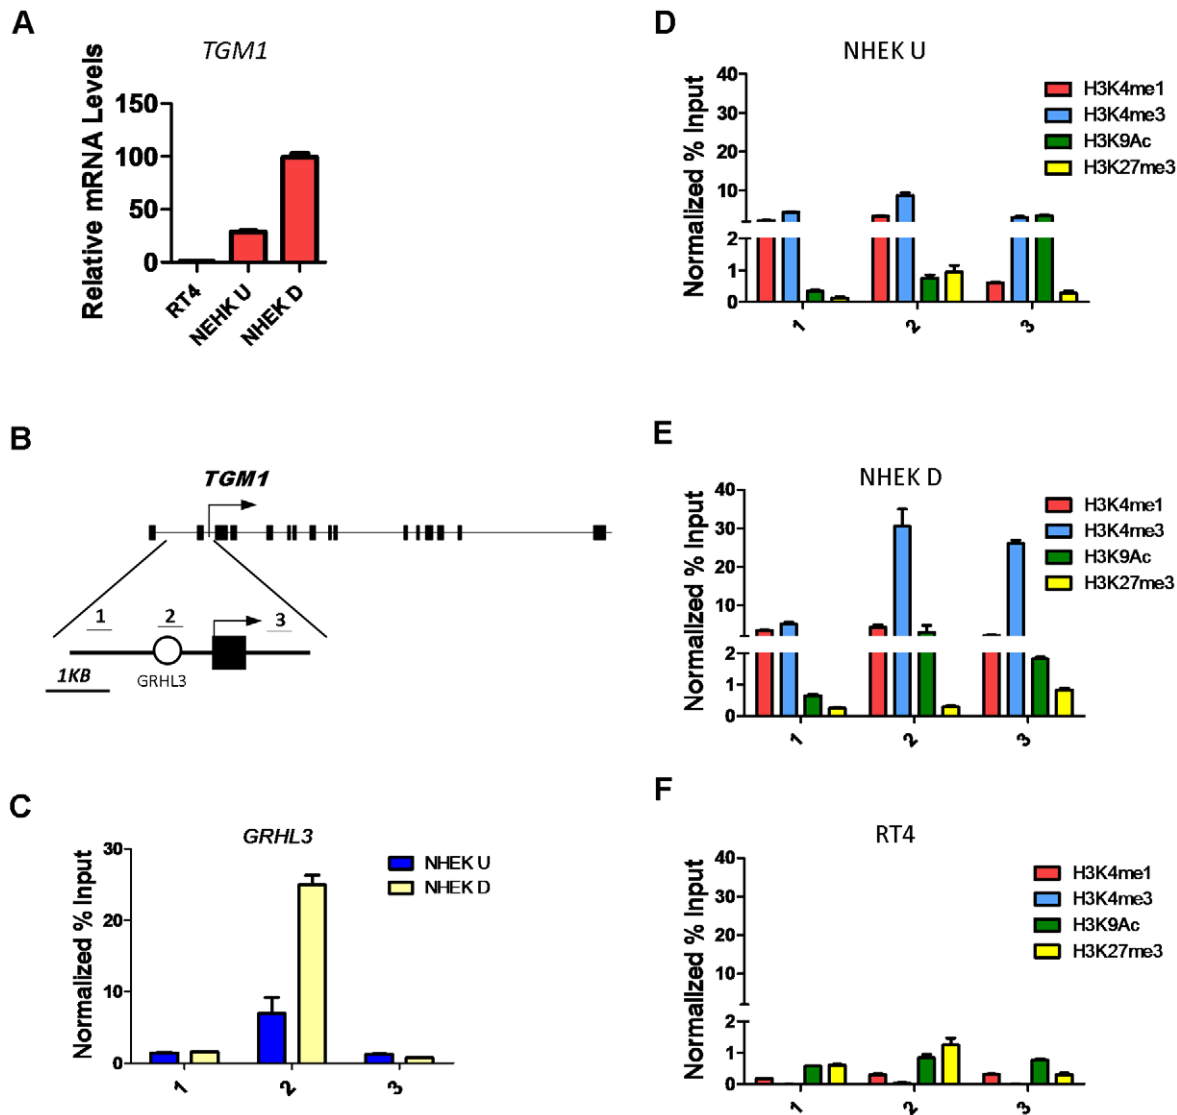 A
TGM1
Relative mRNA Levels
150
100
50
0
RT4
NEHK U
NHEK D
B
TGM1
1
2
3
1KB
GRHL3
C
GRHL3
Normalized % Input
30
20
10
0
1
2
3
NHEK U
NHEK D
D
NHEK U
Normalized % Input
40
30
20
10
2
1
0
1
2
3
H3K4me1
H3K4me3
H3K9Ac
H3K27me3
E
NHEK D
Normalized % Input
40
30
20
10
2
1
0
1
2
3
H3K4me1
H3K4me3
H3K9Ac
H3K27me3
F
RT4
Normalized % Input
40
30
20
10
2
1
0
1
2
3
H3K4me1
H3K4me3
H3K9Ac
H3K27me3